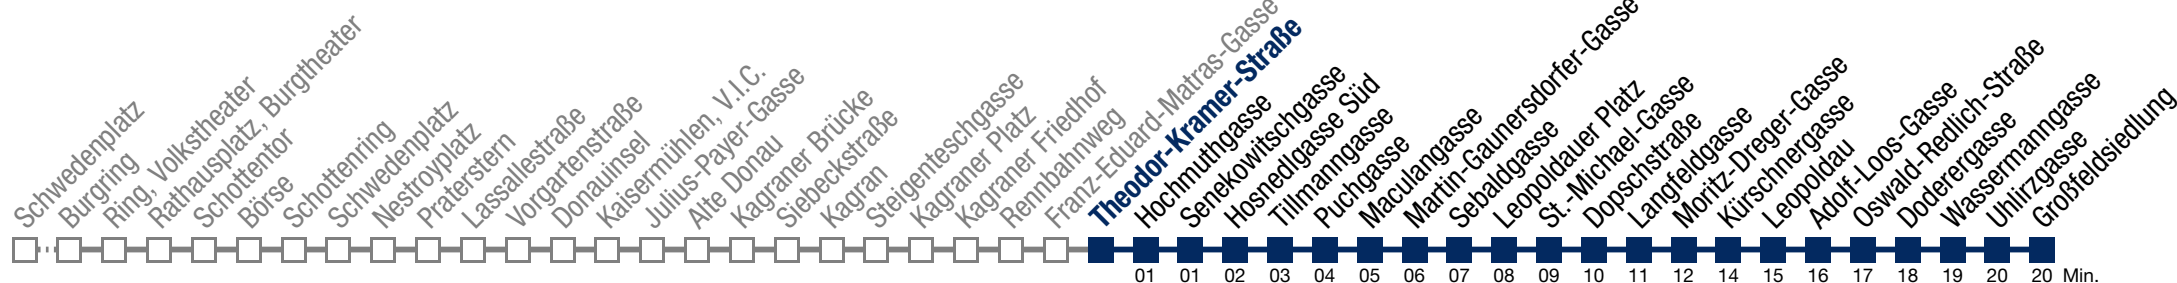 Schwedenplatz
Burgring
Ring, Volkstheater
Rathausplatz, Burgtheater
Schottentor
Börse
Schottenring
Schwedenplatz
Nestroyplatz
Praterstern
Lassallestraße
Vorgartenstraße
Donauinsel
Kaisermühlen, V.I.C.
Julius-Payer-Gasse
Alte Donau
Kagraner Brücke
Siebeckstraße
Kagran
Steigenteschgasse
Kagraner Platz
Kagraner Friedhof
Rennbahnweg
Franz-Eduard-Matras-Gasse
Theodor-Kramer-Straße
Hochmuthgasse
Senekowitschgasse
Hosnedlgasse Süd
Tillmanngasse
Puchgasse
Maculangasse
Martin-Gaunersdorfer-Gasse
Sebaldgasse
Leopoldauer Platz
St.-Michael-Gasse
Dopschstraße
Langfeldgasse
Moritz-Dreger-Gasse
Kürschnergasse
Leopoldau
Adolf-Loos-Gasse
Oswald-Redlich-Straße
Doderergasse
Wassermanngasse
Uhlirzgasse
Großfeldsiedlung
01 01 02 03 04 05 06 07 08 09 10 11 12 14 15 16 17 18 19 20 20 Min.